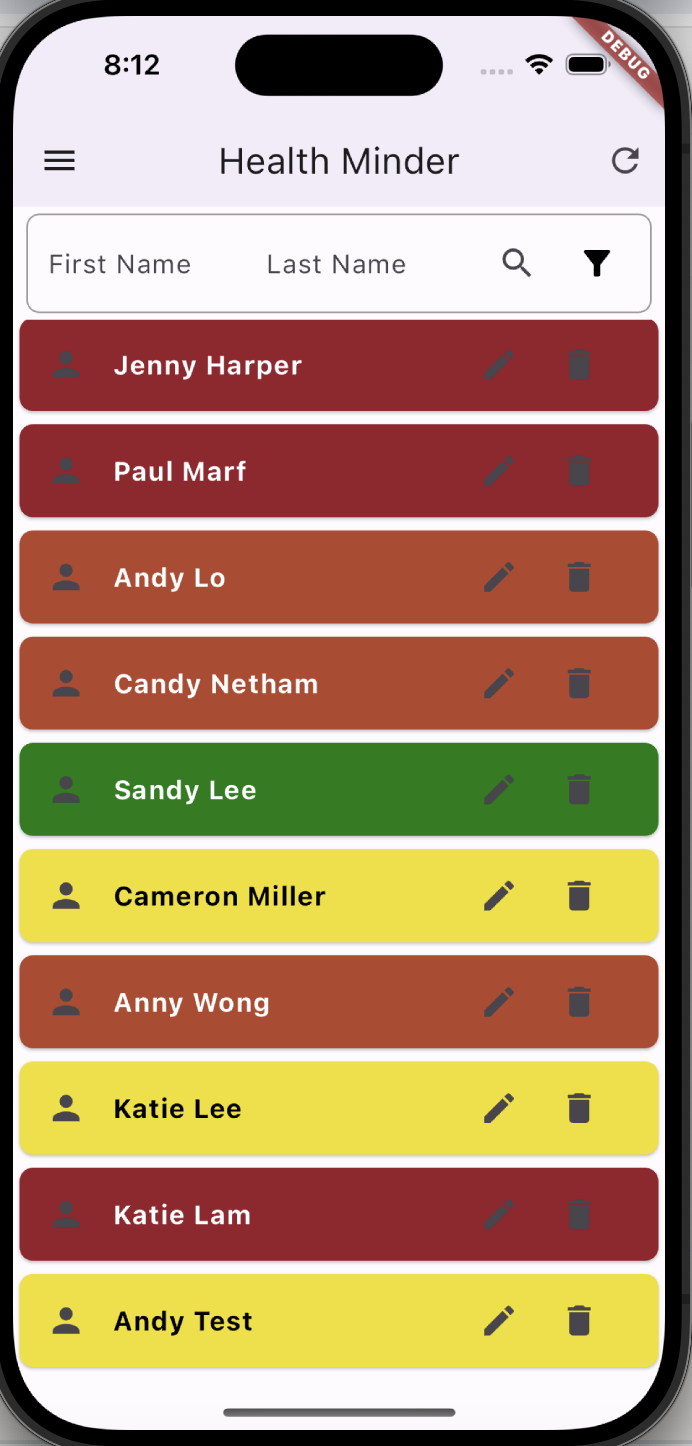 8:12
DEBUG
Health Minder
First Name Last Name
Jenny Harper
Paul Marf
Andy Lo
Candy Netham
Sandy Lee
Cameron Miller
Anny Wong
Katie Lee
Katie Lam
Andy Test